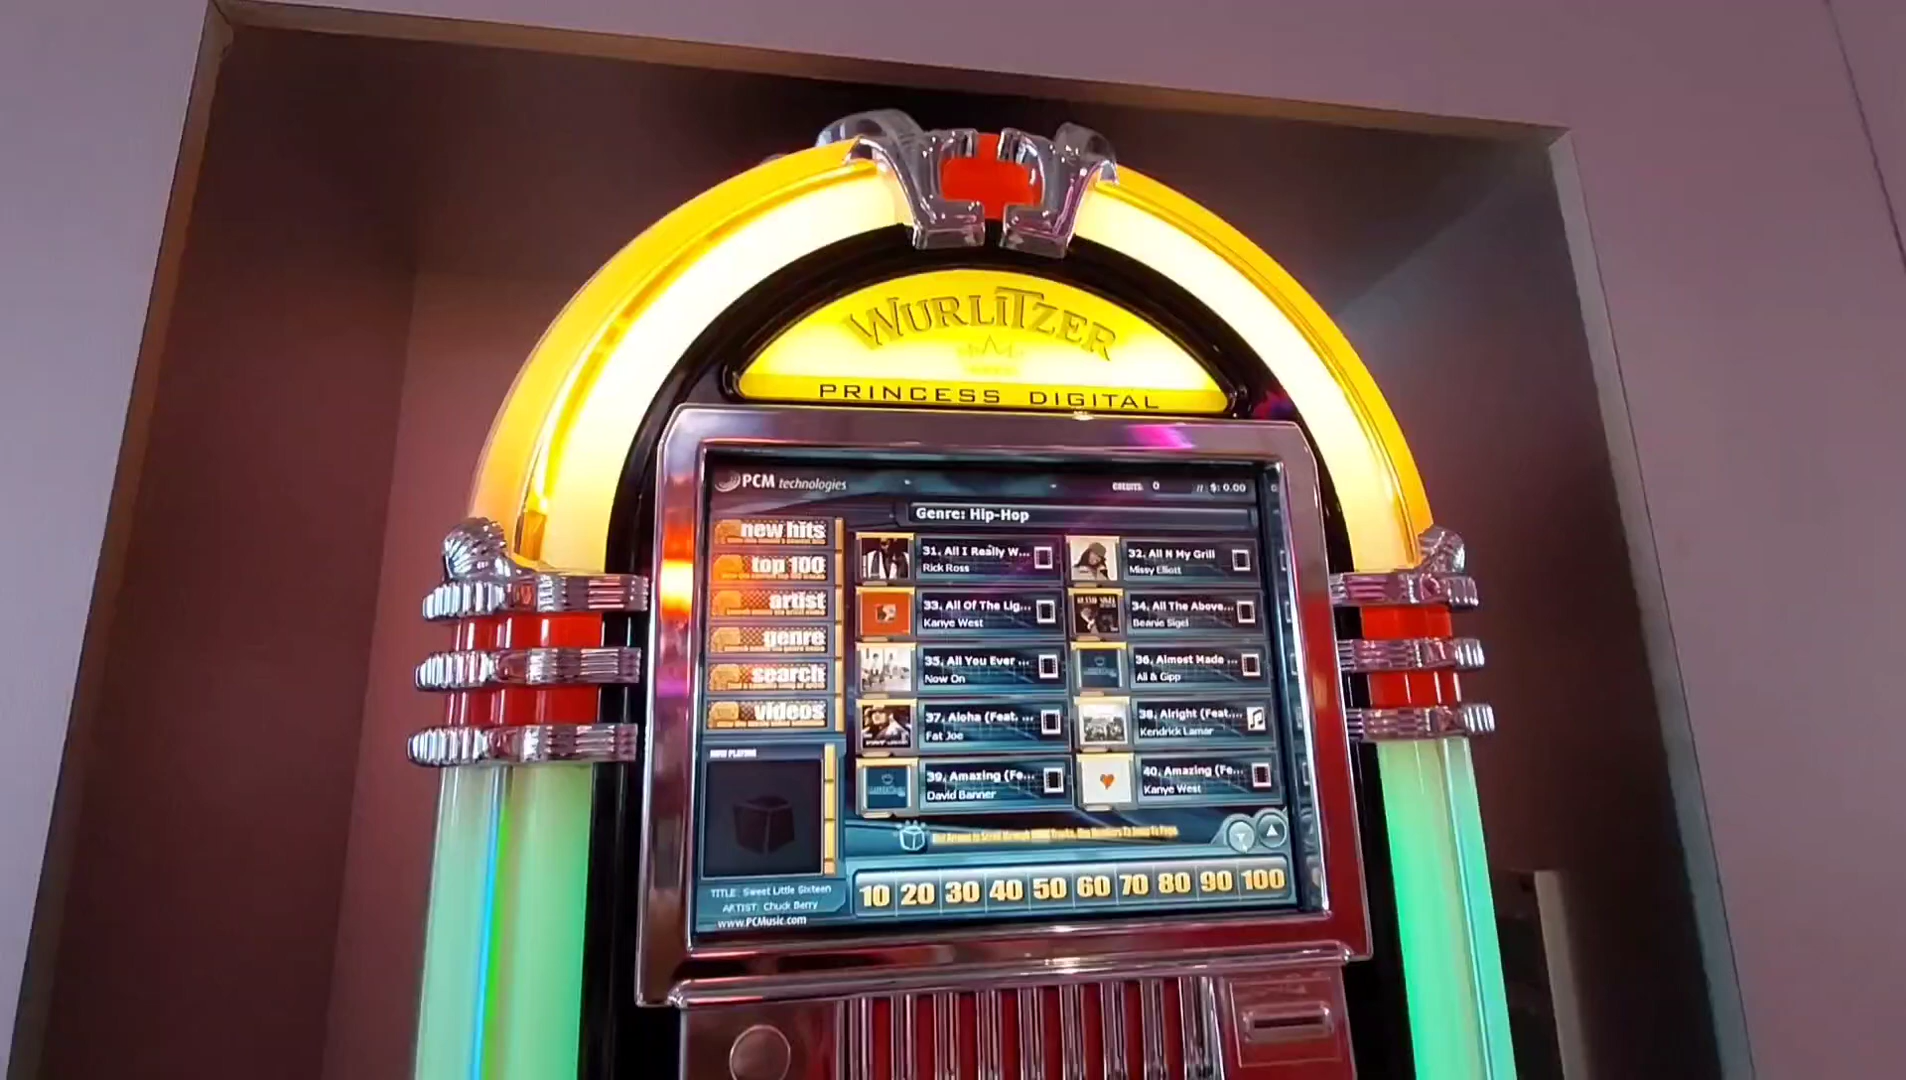 WURLITZER
PRINCESS DIGITAL
PCM technologies
CREDITS: 0 // $: 0.00
Genre: Hip-Hop
new hits
top 100
artist
genre
search
videos
31. All I Really W...
Rick Ross
32. All N My Grill
Missy Elliott
33. All Of The Lig...
Kanye West
34. All The Above...
Beanie Sigel
35. All You Ever ...
Now On
36. Almost Made ...
Ali & Gipp
37. Aloha (Feat. ...
Fat Joe
38. Alright (Feat....
Kendrick Lamar
39. Amazing (Fe...
David Banner
40. Amazing (Fe...
Kanye West
NOW PLAYING
TITLE: Sweet Little Sixteen
ARTIST: Chuck Berry
www.PCMusic.com
10 20 30 40 50 60 70 80 90 100